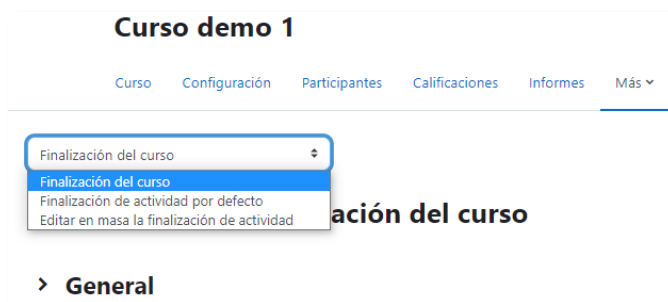 Curso demo 1
Curso Configuración Participantes Calificaciones Informes Más
Finalización del curso
Finalización del curso
Finalización de actividad por defecto
Editar en masa la finalización de actividad
ación del curso
General